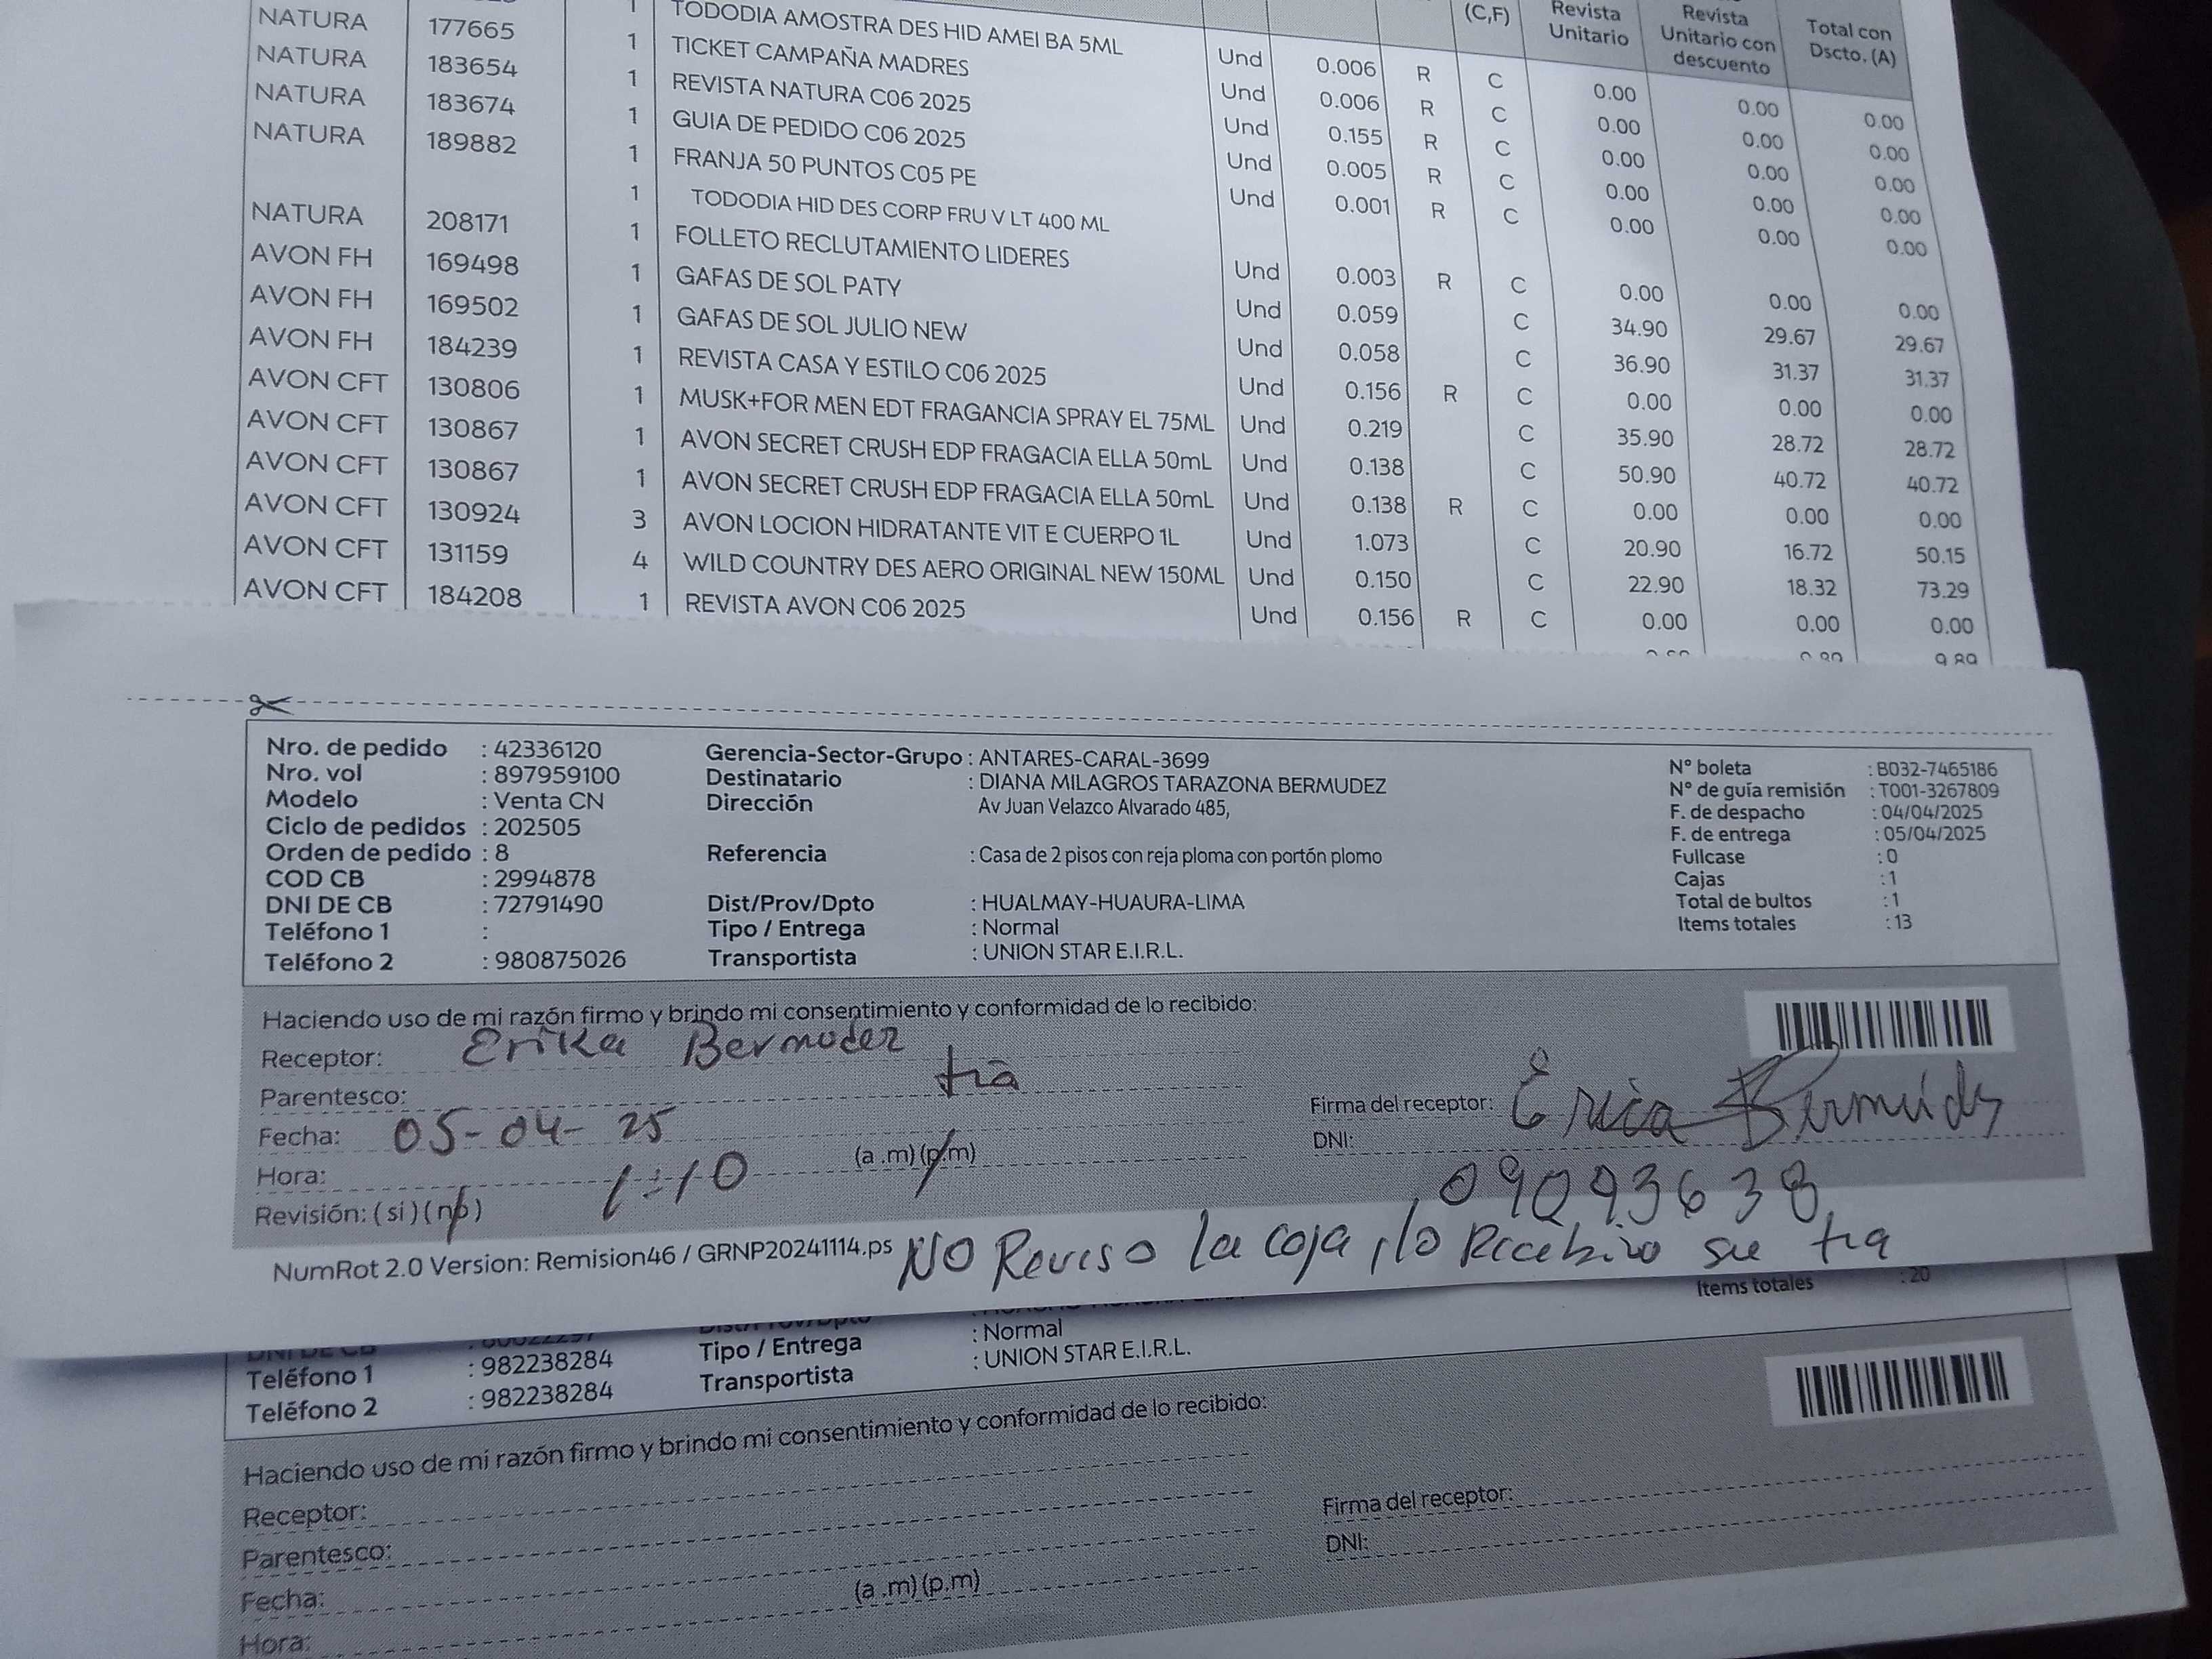 (C,F) Revista Unitario Revista Unitario con descuento Total con Dscto. (A)
NATURA 177665 1 TODODIA AMOSTRA DES HID AMEI BA 5ML Und 0.006 R C 0.00 0.00 0.00
NATURA 183654 1 TICKET CAMPAÑA MADRES Und 0.006 R C 0.00 0.00 0.00
NATURA 183674 1 REVISTA NATURA C06 2025 Und 0.155 R C 0.00 0.00 0.00
NATURA 189882 1 GUIA DE PEDIDO C06 2025 Und 0.005 R C 0.00 0.00 0.00
1 FRANJA 50 PUNTOS C05 PE Und 0.001 R C 0.00 0.00 0.00
TODODIA HID DES CORP FRU V LT 400 ML
NATURA 208171 1 FOLLETO RECLUTAMIENTO LIDERES Und 0.003 R C 0.00 0.00 0.00
AVON FH 169498 1 GAFAS DE SOL PATY Und 0.059 C 34.90 29.67 29.67
AVON FH 169502 1 GAFAS DE SOL JULIO NEW Und 0.058 C 36.90 31.37 31.37
AVON FH 184239 1 REVISTA CASA Y ESTILO C06 2025 Und 0.156 R C 0.00 0.00 0.00
AVON CFT 130806 1 MUSK+FOR MEN EDT FRAGANCIA SPRAY EL 75ML Und 0.219 C 35.90 28.72 28.72
AVON CFT 130867 1 AVON SECRET CRUSH EDP FRAGACIA ELLA 50mL Und 0.138 C 50.90 40.72 40.72
AVON CFT 130867 1 AVON SECRET CRUSH EDP FRAGACIA ELLA 50mL Und 0.138 R C 0.00 0.00 0.00
AVON CFT 130924 3 AVON LOCION HIDRATANTE VIT E CUERPO 1L Und 1.073 C 20.90 16.72 50.15
AVON CFT 131159 4 WILD COUNTRY DES AERO ORIGINAL NEW 150ML Und 0.150 C 22.90 18.32 73.29
AVON CFT 184208 1 REVISTA AVON C06 2025 Und 0.156 R C 0.00 0.00 0.00
9.89
Nro. de pedido : 42336120 Gerencia-Sector-Grupo : ANTARES-CARAL-3699 N° boleta : B032-7465186
Nro. vol : 897959100 Destinatario : DIANA MILAGROS TARAZONA BERMUDEZ N° de guía remisión : T001-3267809
Modelo : Venta CN Dirección Av Juan Velazco Alvarado 485, F. de despacho : 04/04/2025
Ciclo de pedidos : 202505 F. de entrega : 05/04/2025
Orden de pedido : 8 Referencia : Casa de 2 pisos con reja ploma con portón plomo Fullcase : 0
COD CB : 2994878 Cajas : 1
DNI DE CB : 72791490 Dist/Prov/Dpto : HUALMAY-HUAURA-LIMA Total de bultos : 1
Teléfono 1 : Tipo / Entrega : Normal Items totales : 13
Teléfono 2 : 980875026 Transportista : UNION STAR E.I.R.L.
Haciendo uso de mi razón firmo y brindo mi consentimiento y conformidad de lo recibido:
Receptor: Erika Bermudez
Parentesco: tia Firma del receptor: Erica Bermúdez
Fecha: 05-04-25 DNI: 09093638
Hora: 1:10 (a .m) (p.m)
Revisión: ( si ) ( no )
NumRot 2.0 Version: Remision46 / GRNP20241114.ps NO Reviso la caja, lo Recebivo su tia
Items totales : 20
DNI DE CB Dist/Prov/Dpto
Teléfono 1 : 982238284 Tipo / Entrega : Normal
Teléfono 2 : 982238284 Transportista : UNION STAR E.I.R.L.
Haciendo uso de mi razón firmo y brindo mi consentimiento y conformidad de lo recibido:
Receptor:
Parentesco: Firma del receptor:
Fecha: (a .m) (p.m) DNI:
Hora: